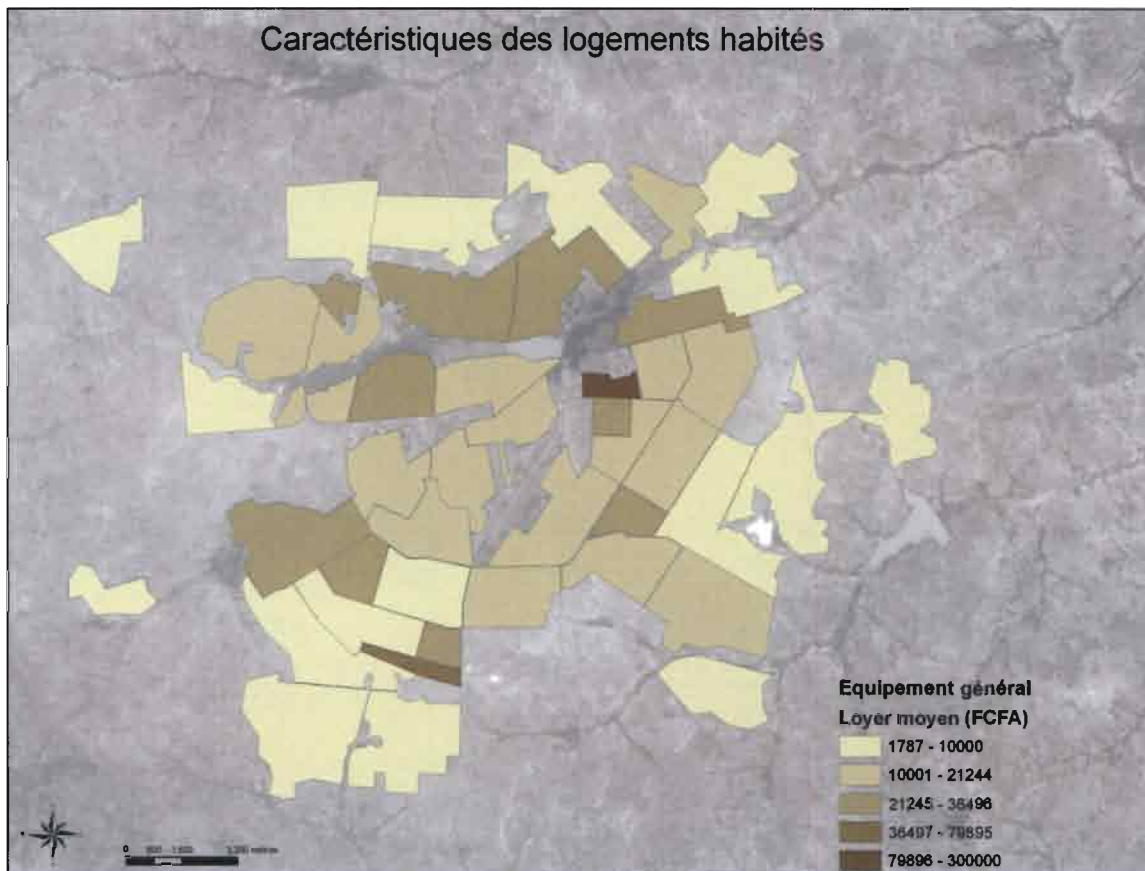 Caractéristiques des logements habités
Equipement général
Loyer moyen (FCFA)
1787 - 10000
10001 - 21244
21245 - 36496
36497 - 79895
79896 - 300000
0